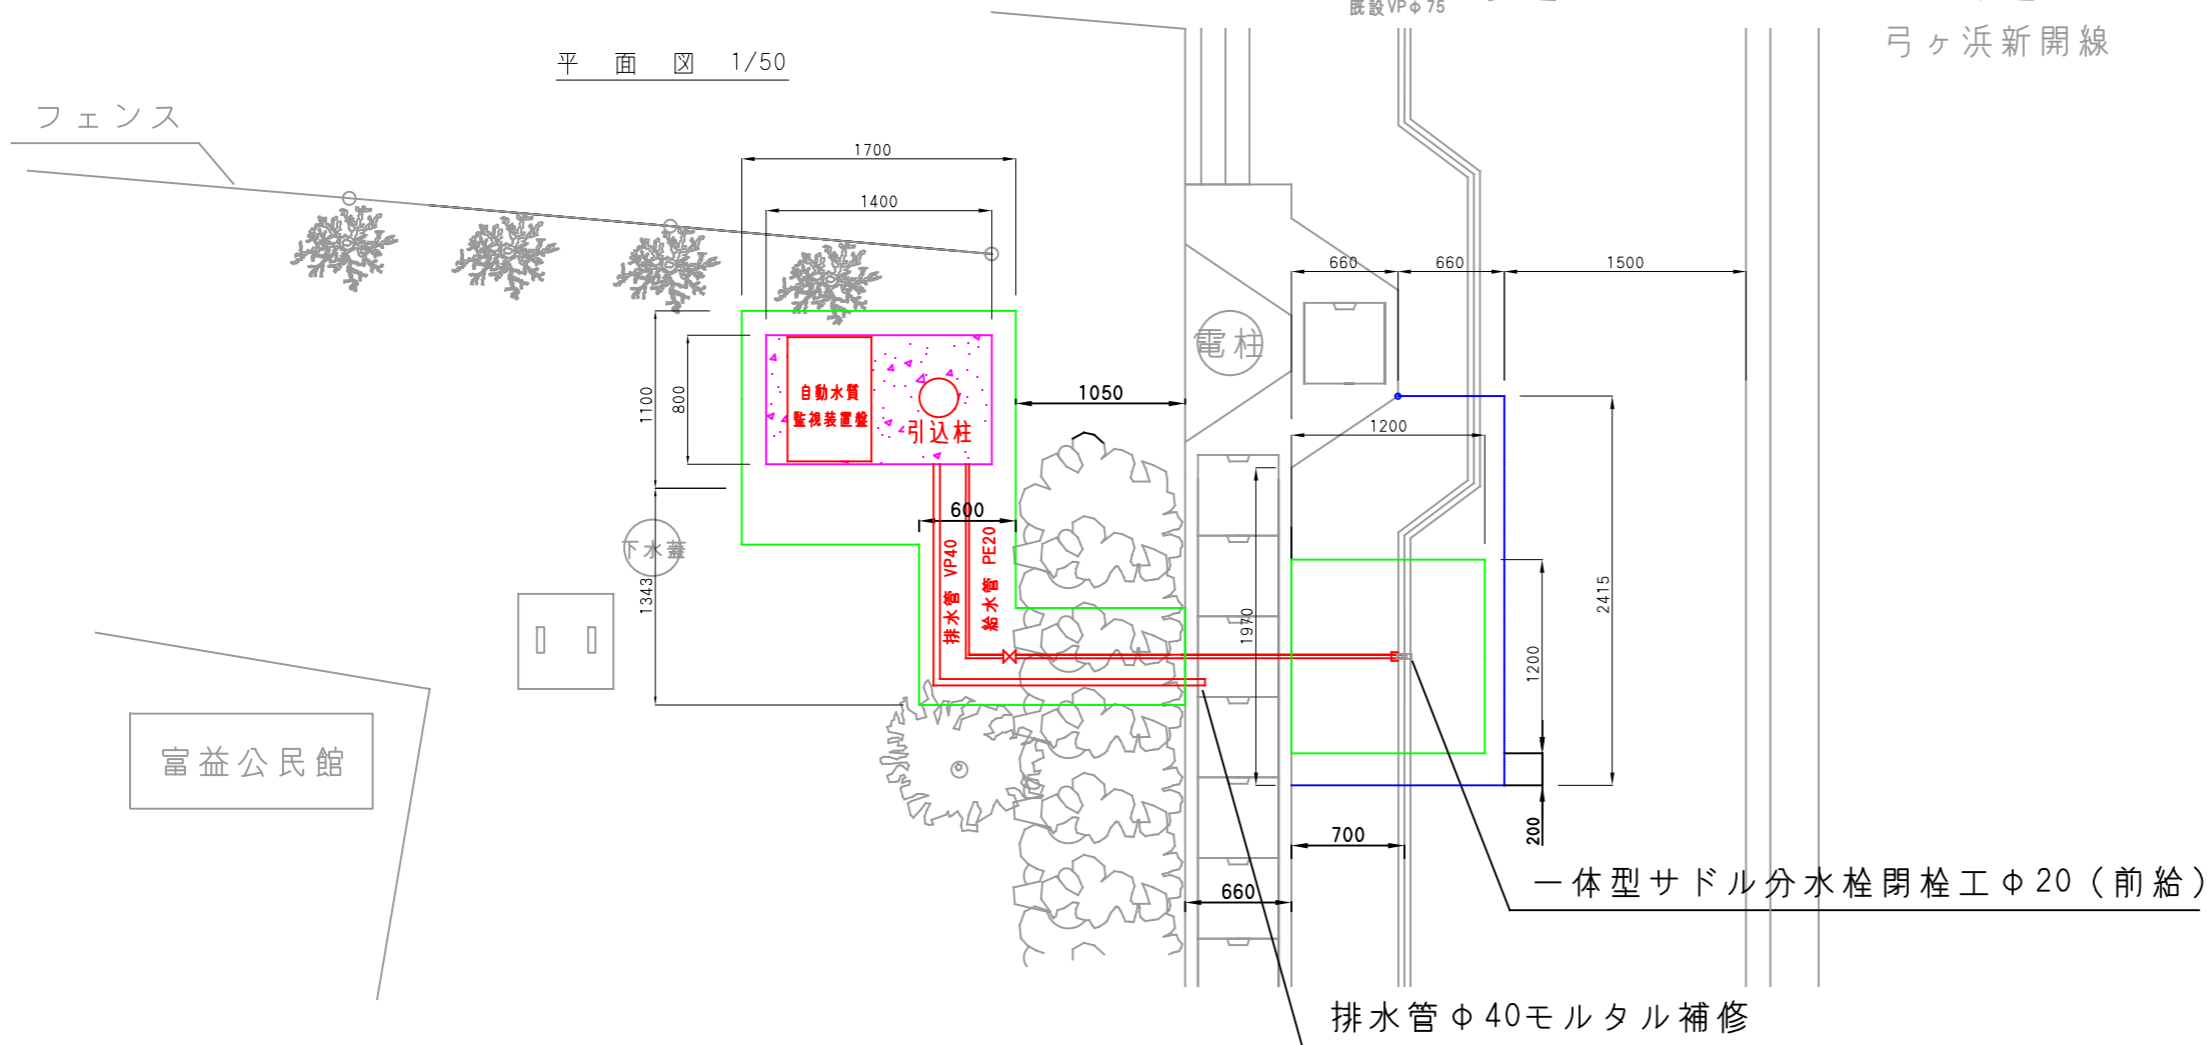 既設VPφ75
弓ヶ浜新開線
平面図 1/50
フェンス
1700
1400
660
660
1500
電柱
1100
800
自動水質
監視装置盤
引込柱
1050
1200
600
下水蓋
排水管 VP40
給水管 PE20
1343
1970
2415
1200
富益公民館
700
200
660
一体型サドル分水栓閉栓工φ20(前給)
排水管φ40モルタル補修